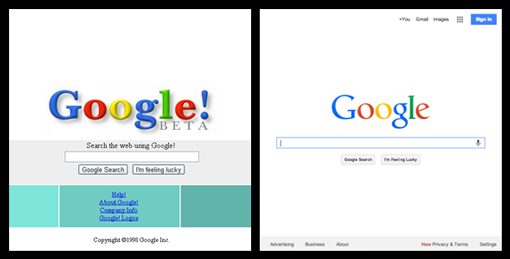 Google!
BETA
Search the web using Google!
Google Search I'm feeling lucky
Help!
About Google!
Company Info
Google! Logos
Copyright ©1998 Google Inc.
+You Gmail Images Sign in
Google
Google Search I'm Feeling Lucky
Advertising Business About New Privacy & Terms Settings